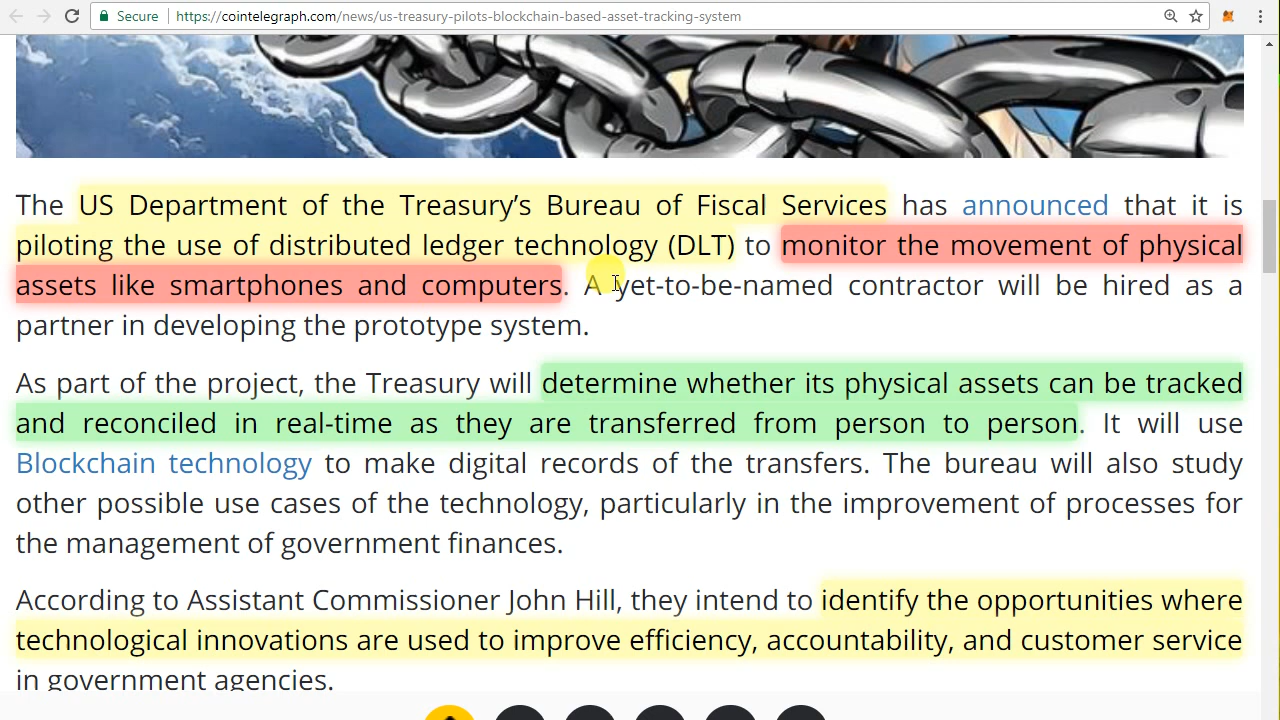 Secure https://cointelegraph.com/news/us-treasury-pilots-blockchain-based-asset-tracking-system
The US Department of the Treasury’s Bureau of Fiscal Services has announced that it is
piloting the use of distributed ledger technology (DLT) to monitor the movement of physical
assets like smartphones and computers. A yet-to-be-named contractor will be hired as a
partner in developing the prototype system.
As part of the project, the Treasury will determine whether its physical assets can be tracked
and reconciled in real-time as they are transferred from person to person. It will use
Blockchain technology to make digital records of the transfers. The bureau will also study
other possible use cases of the technology, particularly in the improvement of processes for
the management of government finances.
According to Assistant Commissioner John Hill, they intend to identify the opportunities where
technological innovations are used to improve efficiency, accountability, and customer service
in government agencies.